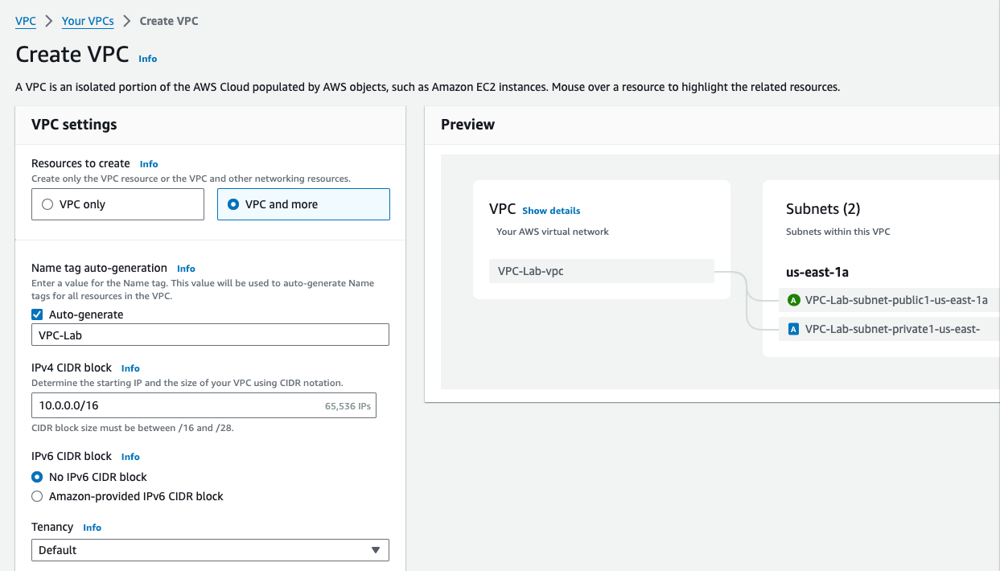 VPC > Your VPCs > Create VPC
Create VPC Info
A VPC is an isolated portion of the AWS Cloud populated by AWS objects, such as Amazon EC2 instances. Mouse over a resource to highlight the related resources.
VPC settings
Resources to create Info
Create only the VPC resource or the VPC and other networking resources.
VPC only
VPC and more
Name tag auto-generation Info
Enter a value for the Name tag. This value will be used to auto-generate Name
tags for all resources in the VPC.
Auto-generate
VPC-Lab
IPv4 CIDR block Info
Determine the starting IP and the size of your VPC using CIDR notation.
10.0.0.0/16 65,536 IPs
CIDR block size must be between /16 and /28.
IPv6 CIDR block Info
No IPv6 CIDR block
Amazon-provided IPv6 CIDR block
Tenancy Info
Default
Preview
VPC Show details
Your AWS virtual network
VPC-Lab-vpc
Subnets (2)
Subnets within this VPC
us-east-1a
A VPC-Lab-subnet-public1-us-east-1a
A VPC-Lab-subnet-private1-us-east-